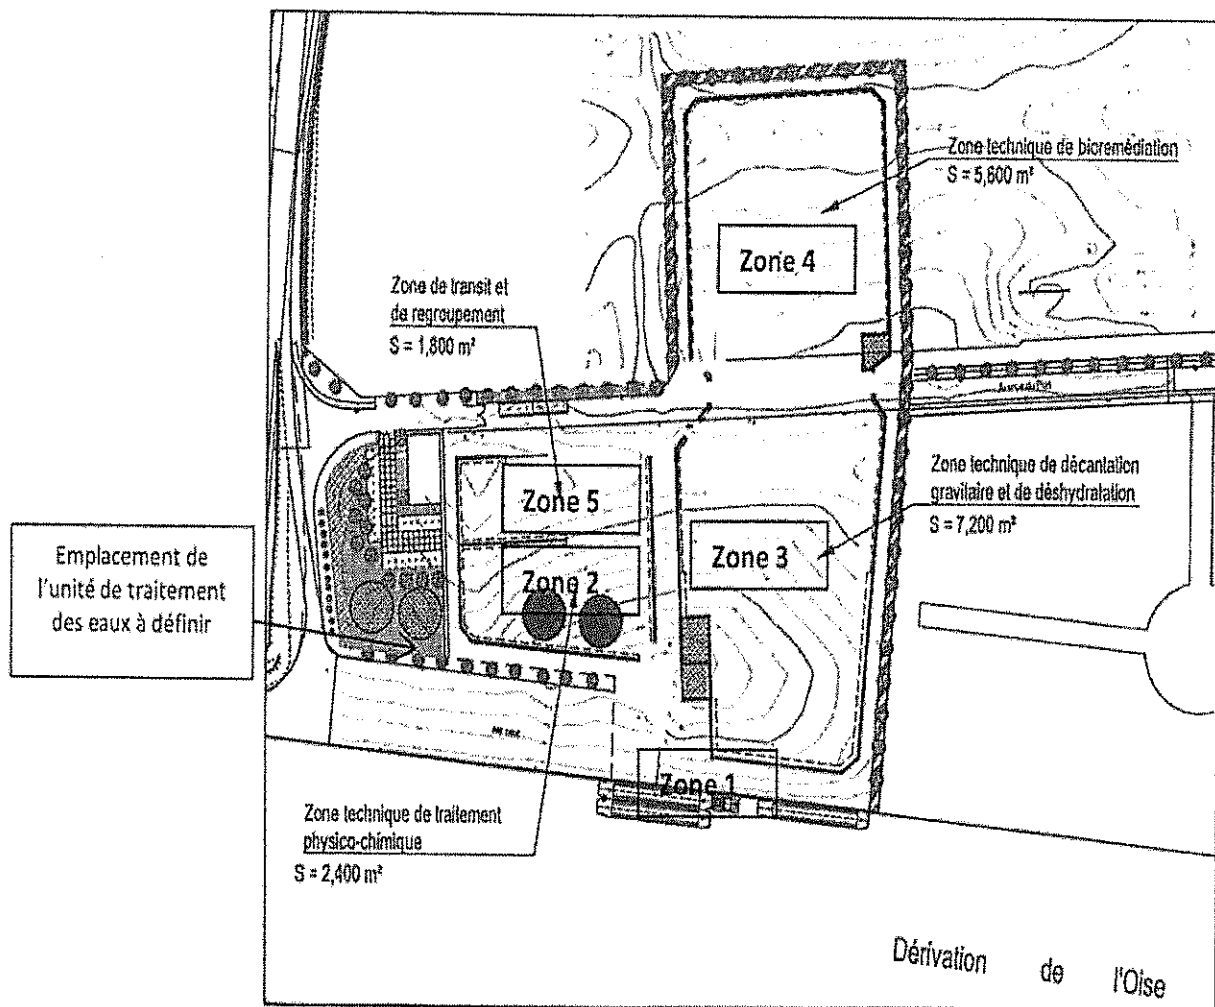 Zone technique de bioremédiation
S = 5,600 m²
Zone 4
Zone de transit et
de regroupement
S = 1,800 m²
Zone technique de décantation
gravitaire et de déshydratation
S = 7,200 m²
Zone 5
Zone 3
Zone 2
Emplacement de
l'unité de traitement
des eaux à définir
Zone 1
Zone technique de traitement
physico-chimique
S = 2,400 m²
Dérivation de l'Oise